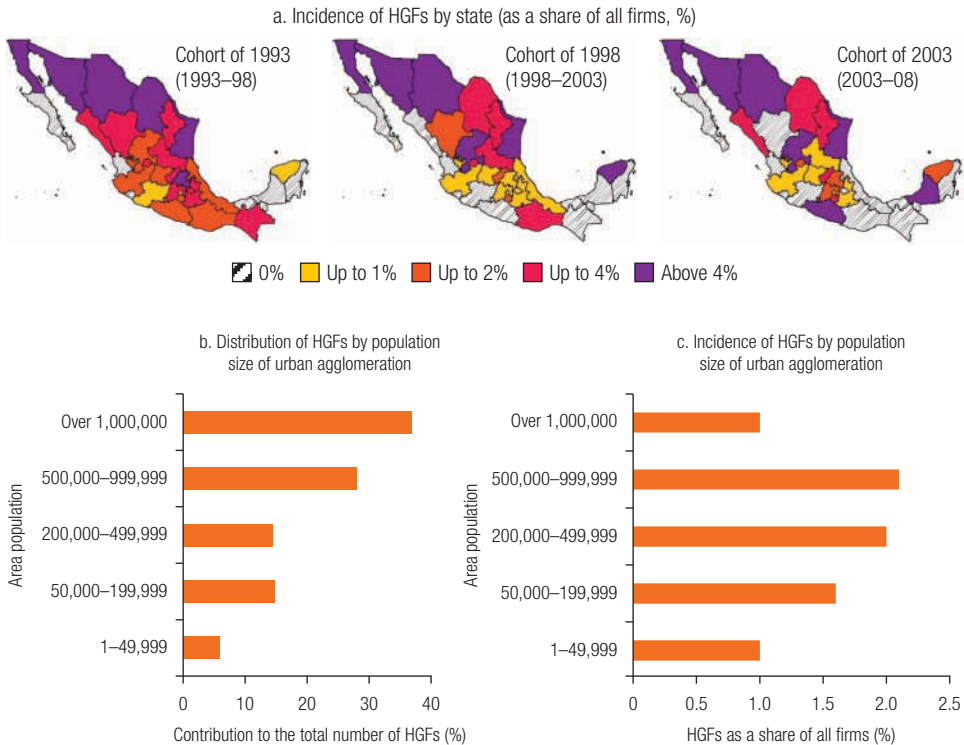 a. Incidence of HGFs by state (as a share of all firms, %)
Cohort of 1993
(1993–98)
Cohort of 1998
(1998–2003)
Cohort of 2003
(2003–08)
0%
Up to 1%
Up to 2%
Up to 4%
Above 4%
b. Distribution of HGFs by population
size of urban agglomeration
Area population
Over 1,000,000
500,000–999,999
200,000–499,999
50,000–199,999
1–49,999
0
10
20
30
40
Contribution to the total number of HGFs (%)
c. Incidence of HGFs by population
size of urban agglomeration
Area population
Over 1,000,000
500,000–999,999
200,000–499,999
50,000–199,999
1–49,999
0
1.0
1.5
2.0
2.0
2.5
HGFs as a share of all firms (%)